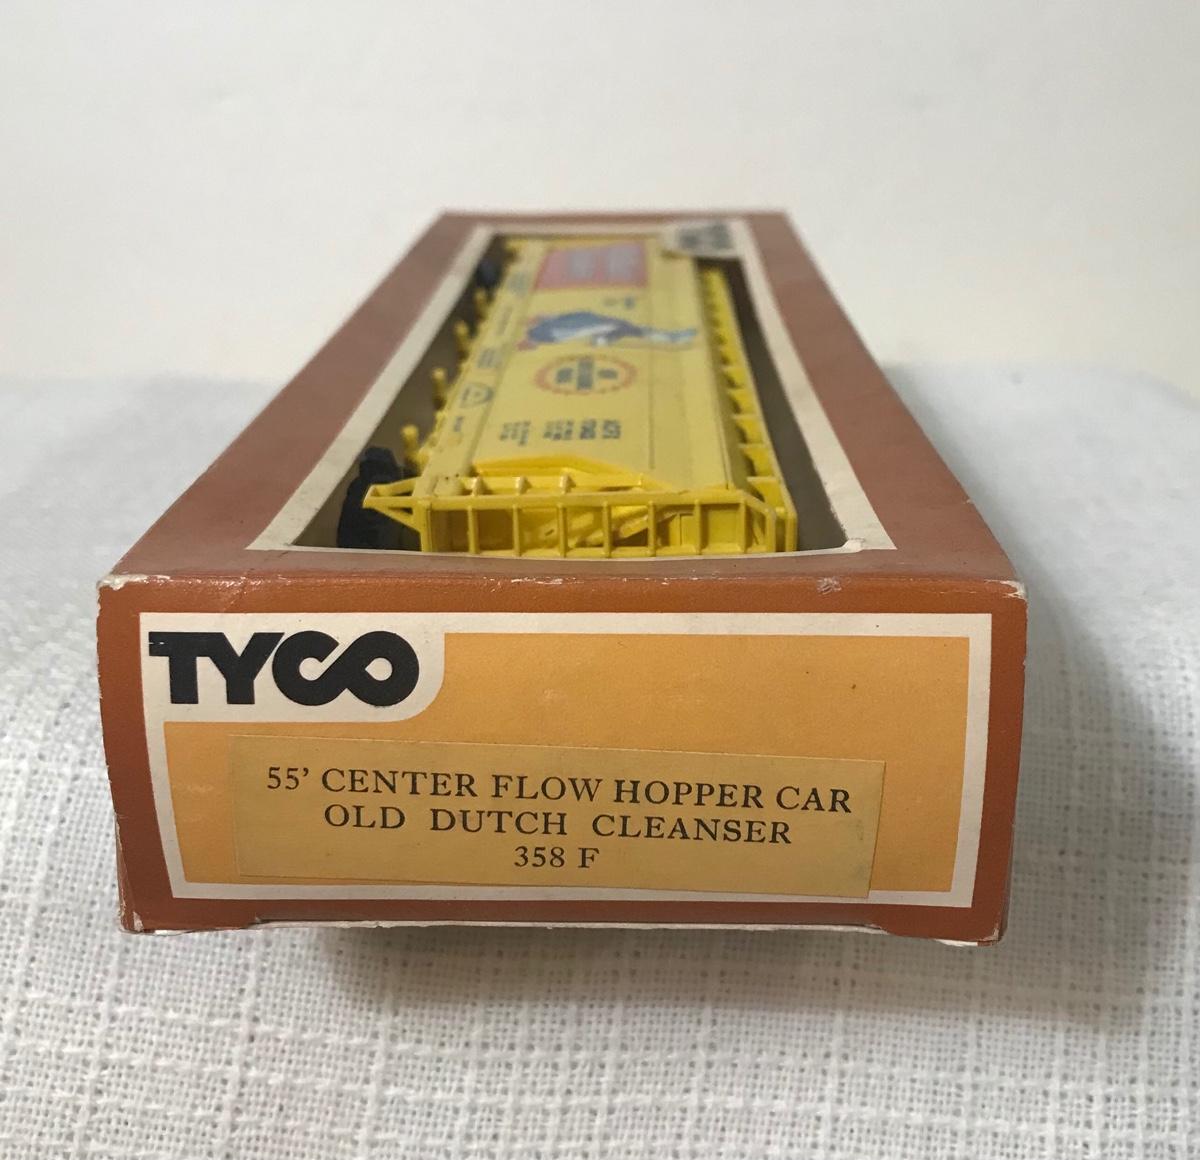 TYCO
55' CENTER FLOW HOPPER CAR
OLD DUTCH CLEANSER
358 F